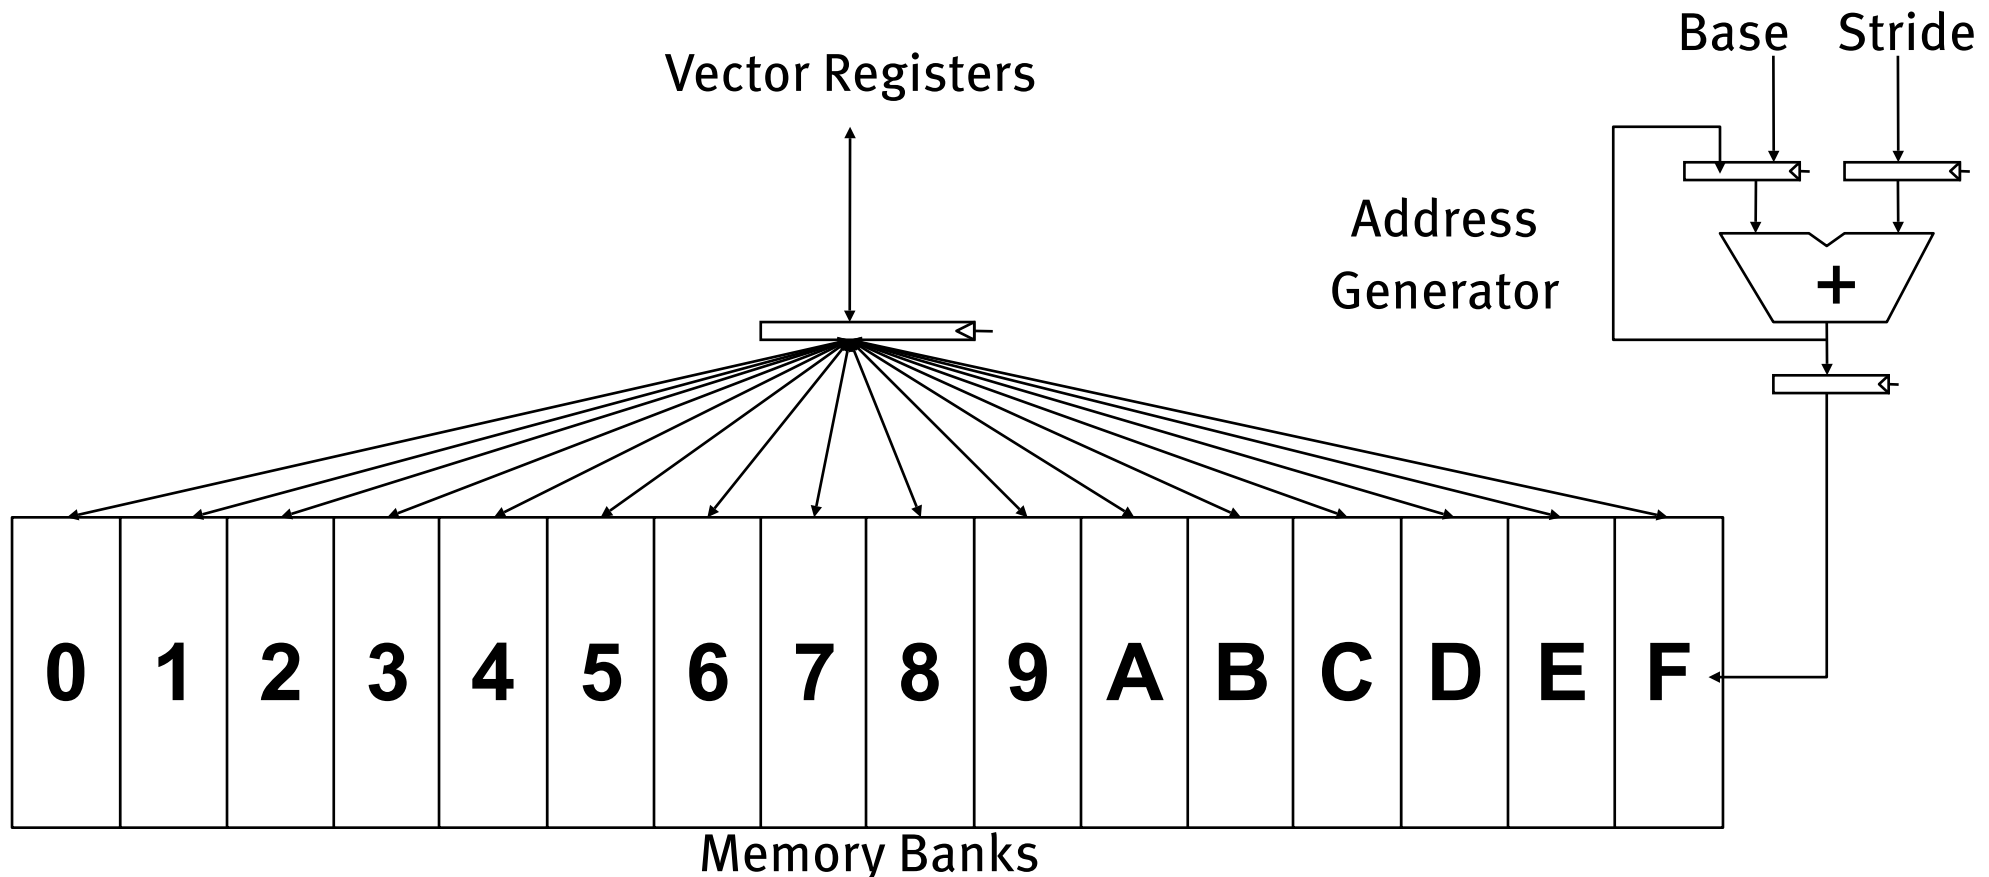 Base Stride
Vector Registers
Address
Generator
+
0 1 2 3 4 5 6 7 8 9 A B C D E F
Memory Banks